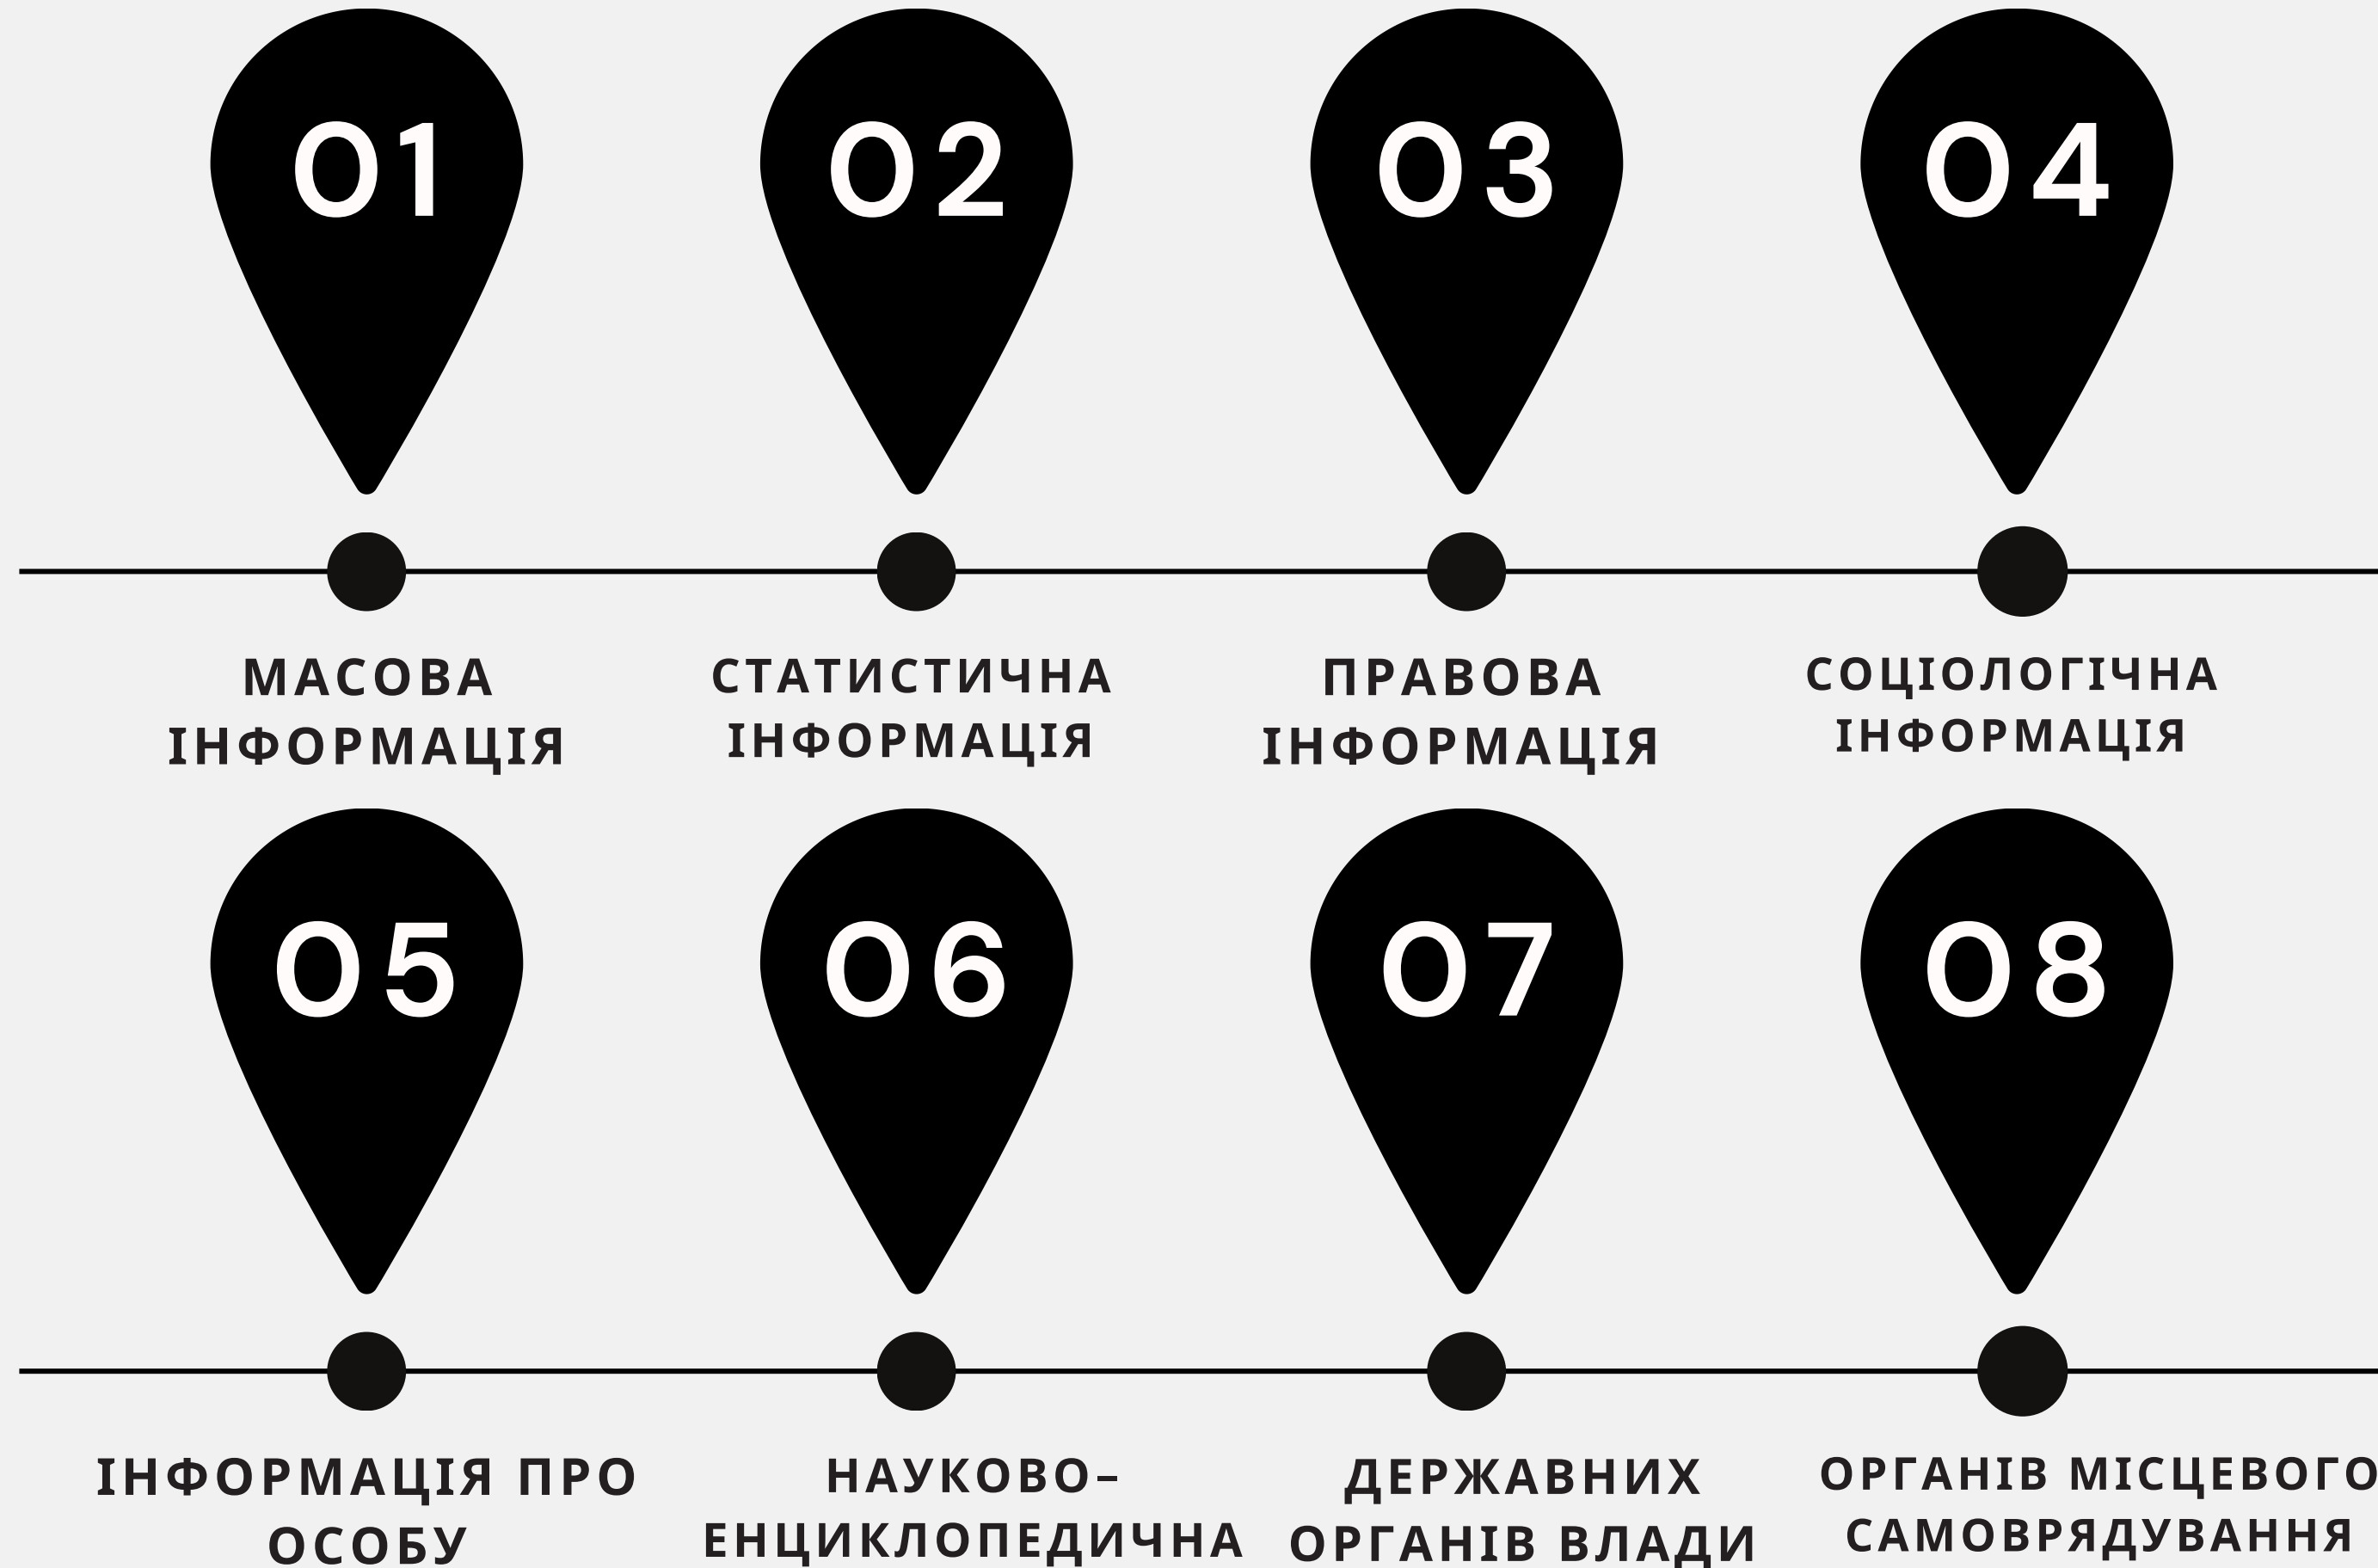 01
02
03
04
МАСОВА
ІНФОРМАЦІЯ
СТАТИСТИЧНА
ІНФОРМАЦІЯ
ПРАВОВА
ІНФОРМАЦІЯ
СОЦІОЛОГІЧНА
ІНФОРМАЦІЯ
05
06
07
08
ІНФОРМАЦІЯ ПРО
ОСОБУ
НАУКОВО-
ЕНЦИКЛОПЕДИЧНА
ДЕРЖАВНИХ
ОРГАНІВ ВЛАДИ
ОРГАНІВ МІСЦЕВОГО
САМОВРЯДУВАННЯ